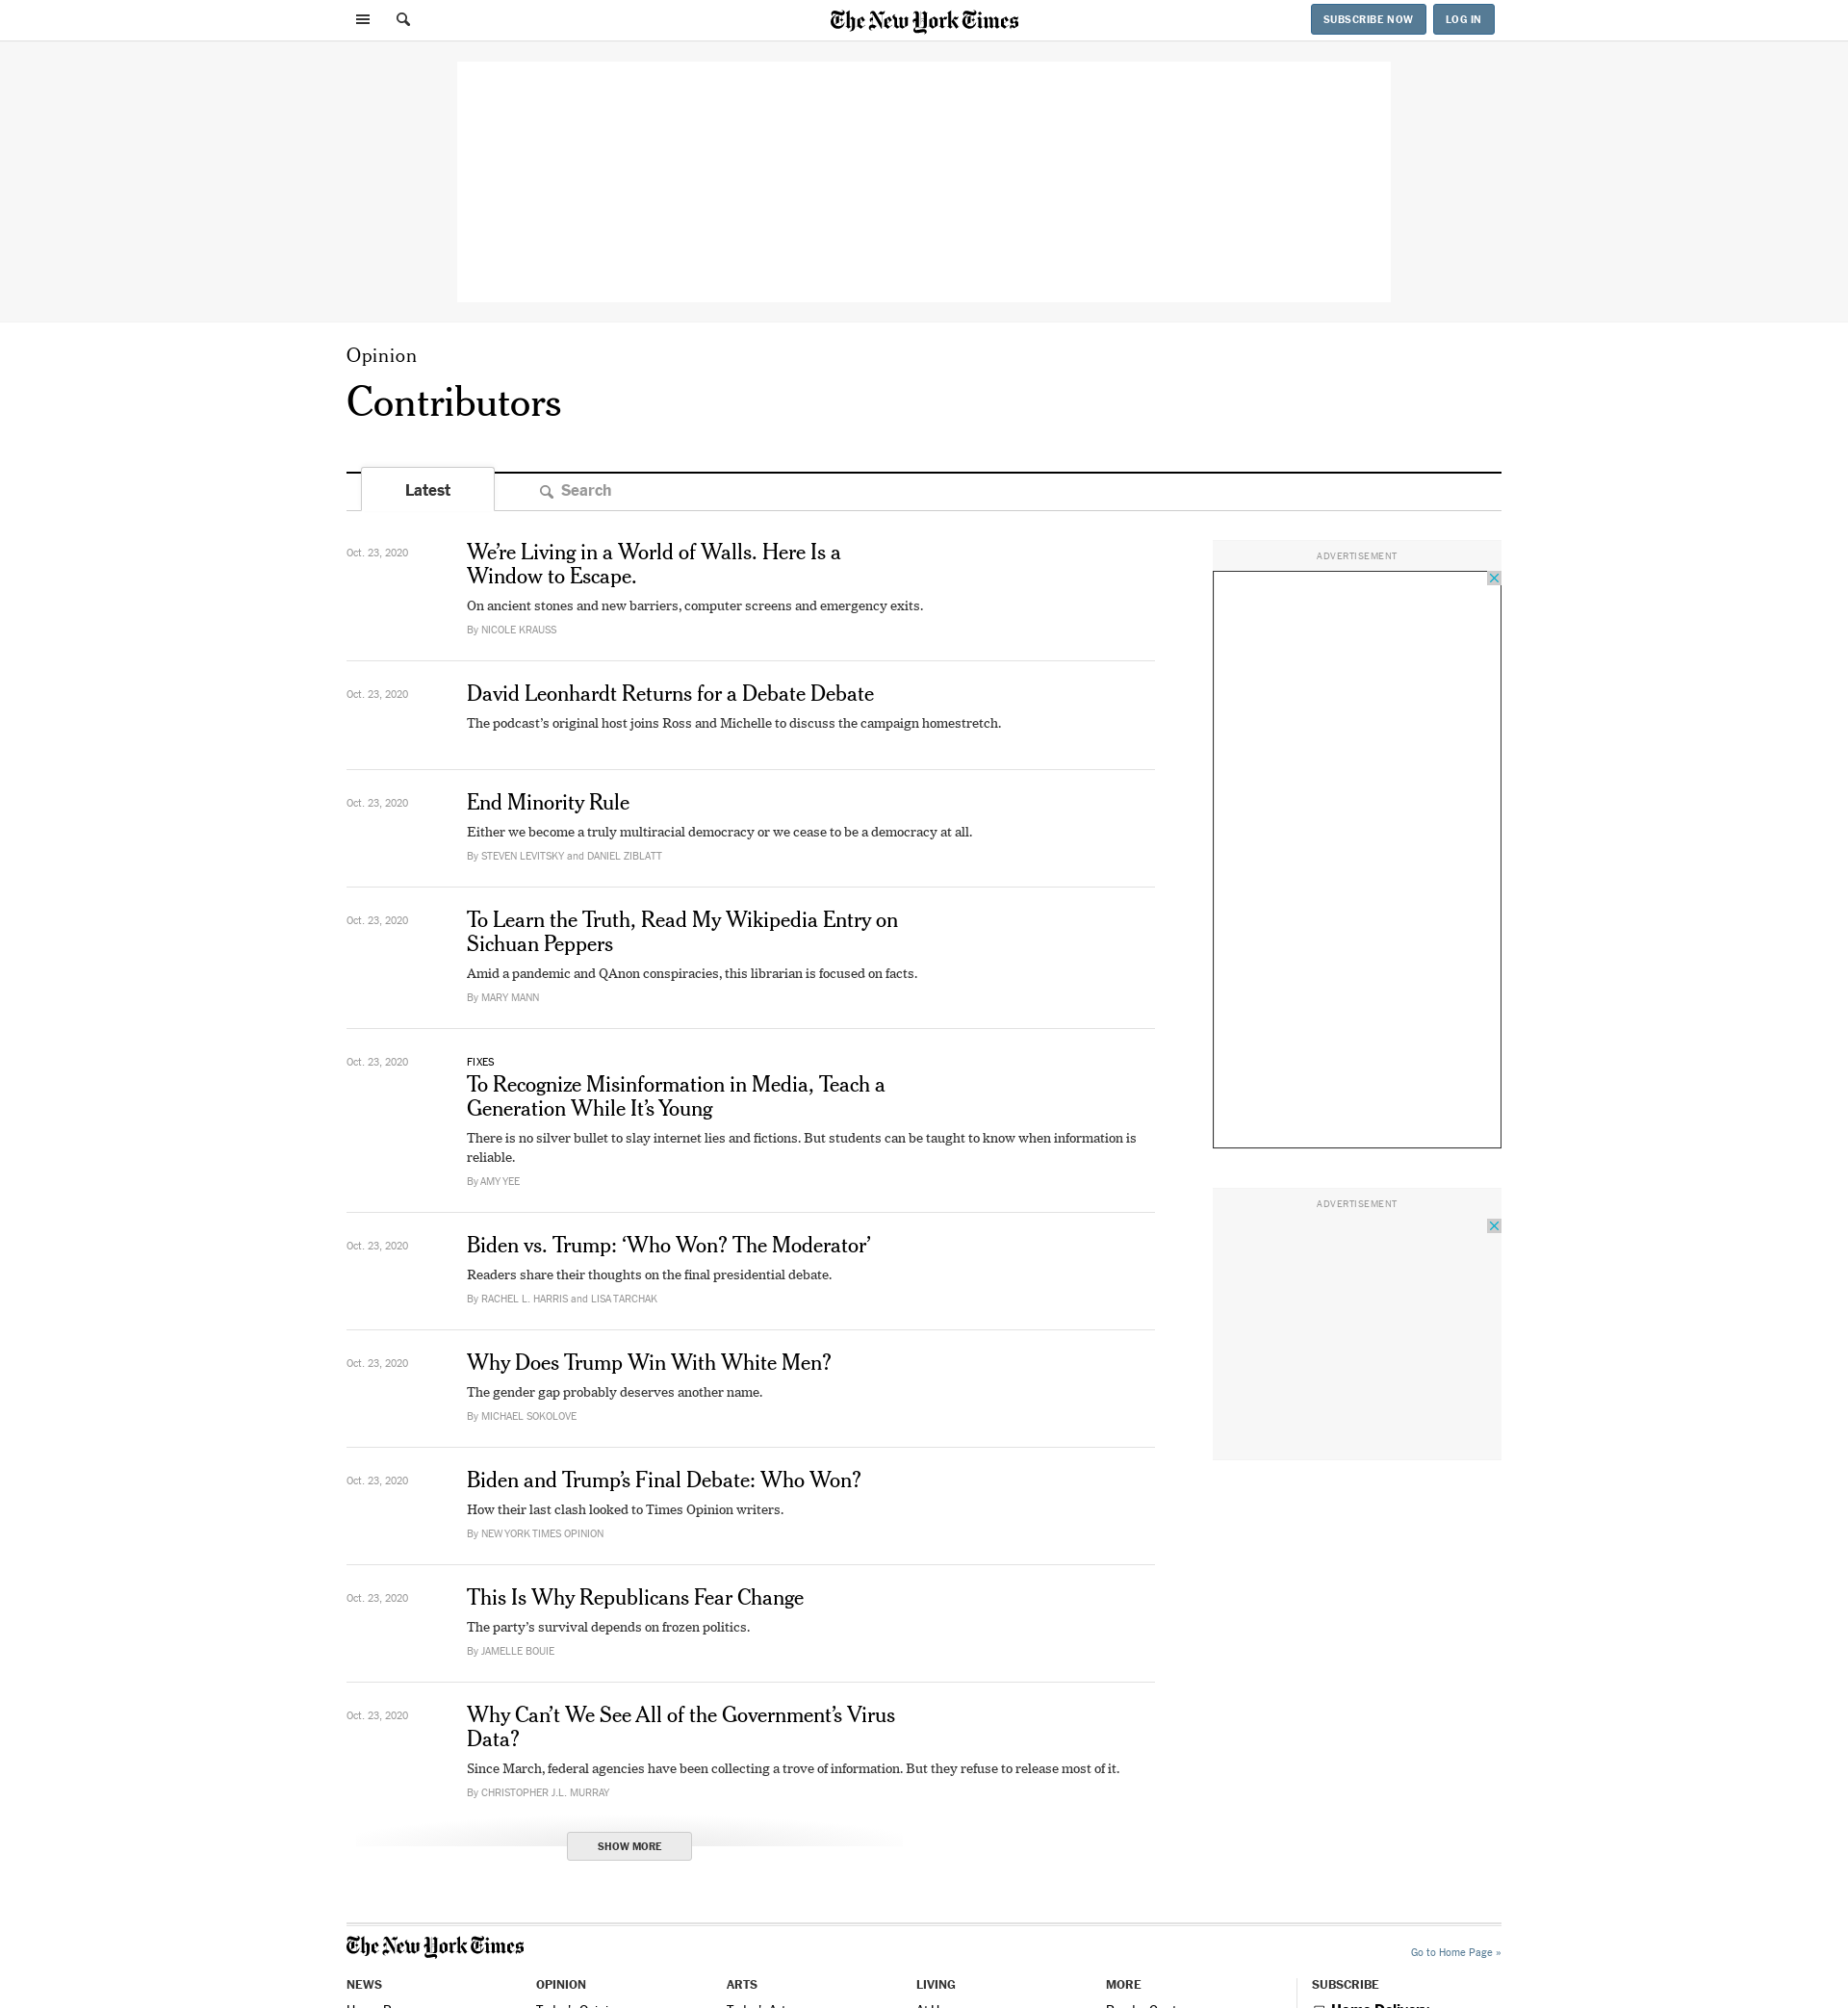 The New York Times
SUBSCRIBE NOW
LOG IN
Opinion
Contributors
Latest
Search
Oct. 23, 2020
We’re Living in a World of Walls. Here Is a
Window to Escape.
On ancient stones and new barriers, computer screens and emergency exits.
By NICOLE KRAUSS
Oct. 23, 2020
David Leonhardt Returns for a Debate Debate
The podcast’s original host joins Ross and Michelle to discuss the campaign homestretch.
Oct. 23, 2020
End Minority Rule
Either we become a truly multiracial democracy or we cease to be a democracy at all.
By STEVEN LEVITSKY and DANIEL ZIBLATT
Oct. 23, 2020
To Learn the Truth, Read My Wikipedia Entry on
Sichuan Peppers
Amid a pandemic and QAnon conspiracies, this librarian is focused on facts.
By MARY MANN
Oct. 23, 2020
FIXES
To Recognize Misinformation in Media, Teach a
Generation While It’s Young
There is no silver bullet to slay internet lies and fictions. But students can be taught to know when information is
reliable.
By AMY YEE
Oct. 23, 2020
Biden vs. Trump: ‘Who Won? The Moderator’
Readers share their thoughts on the final presidential debate.
By RACHEL L. HARRIS and LISA TARCHAK
Oct. 23, 2020
Why Does Trump Win With White Men?
The gender gap probably deserves another name.
By MICHAEL SOKOLOVE
Oct. 23, 2020
Biden and Trump’s Final Debate: Who Won?
How their last clash looked to Times Opinion writers.
By NEW YORK TIMES OPINION
Oct. 23, 2020
This Is Why Republicans Fear Change
The party’s survival depends on frozen politics.
By JAMELLE BOUIE
Oct. 23, 2020
Why Can’t We See All of the Government’s Virus
Data?
Since March, federal agencies have been collecting a trove of information. But they refuse to release most of it.
By CHRISTOPHER J.L. MURRAY
SHOW MORE
ADVERTISEMENT
ADVERTISEMENT
The New York Times
Go to Home Page »
NEWS
OPINION
ARTS
LIVING
MORE
SUBSCRIBE
Home Delivery